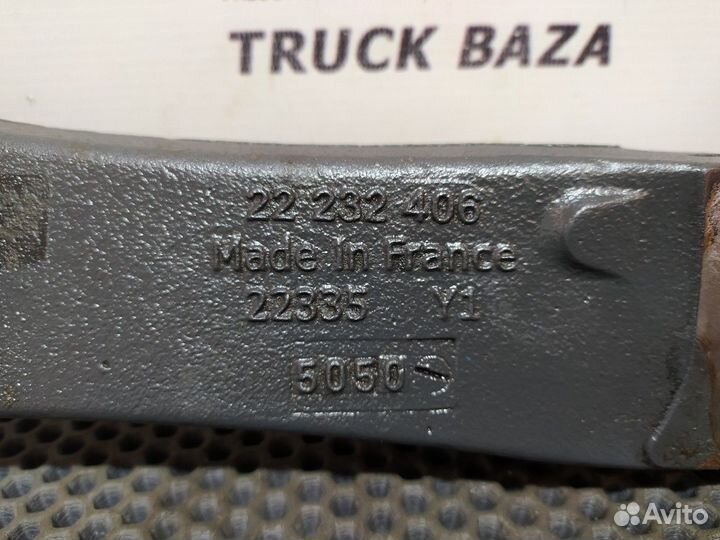 TRUCK BAZA
22 232 406
Made In France
22335 Y1
5050
Avito